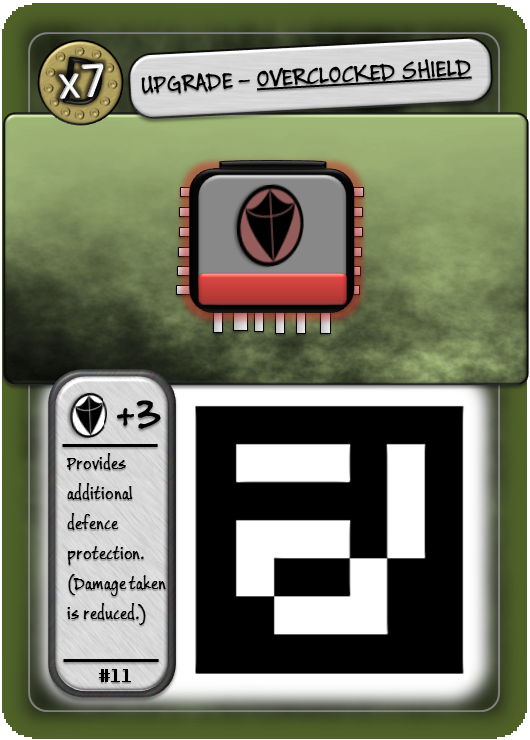 x7
UPGRADE – OVERCLOCKED SHIELD
+3
Provides
additional
defence
protection.
(Damage taken
is reduced.)
#11